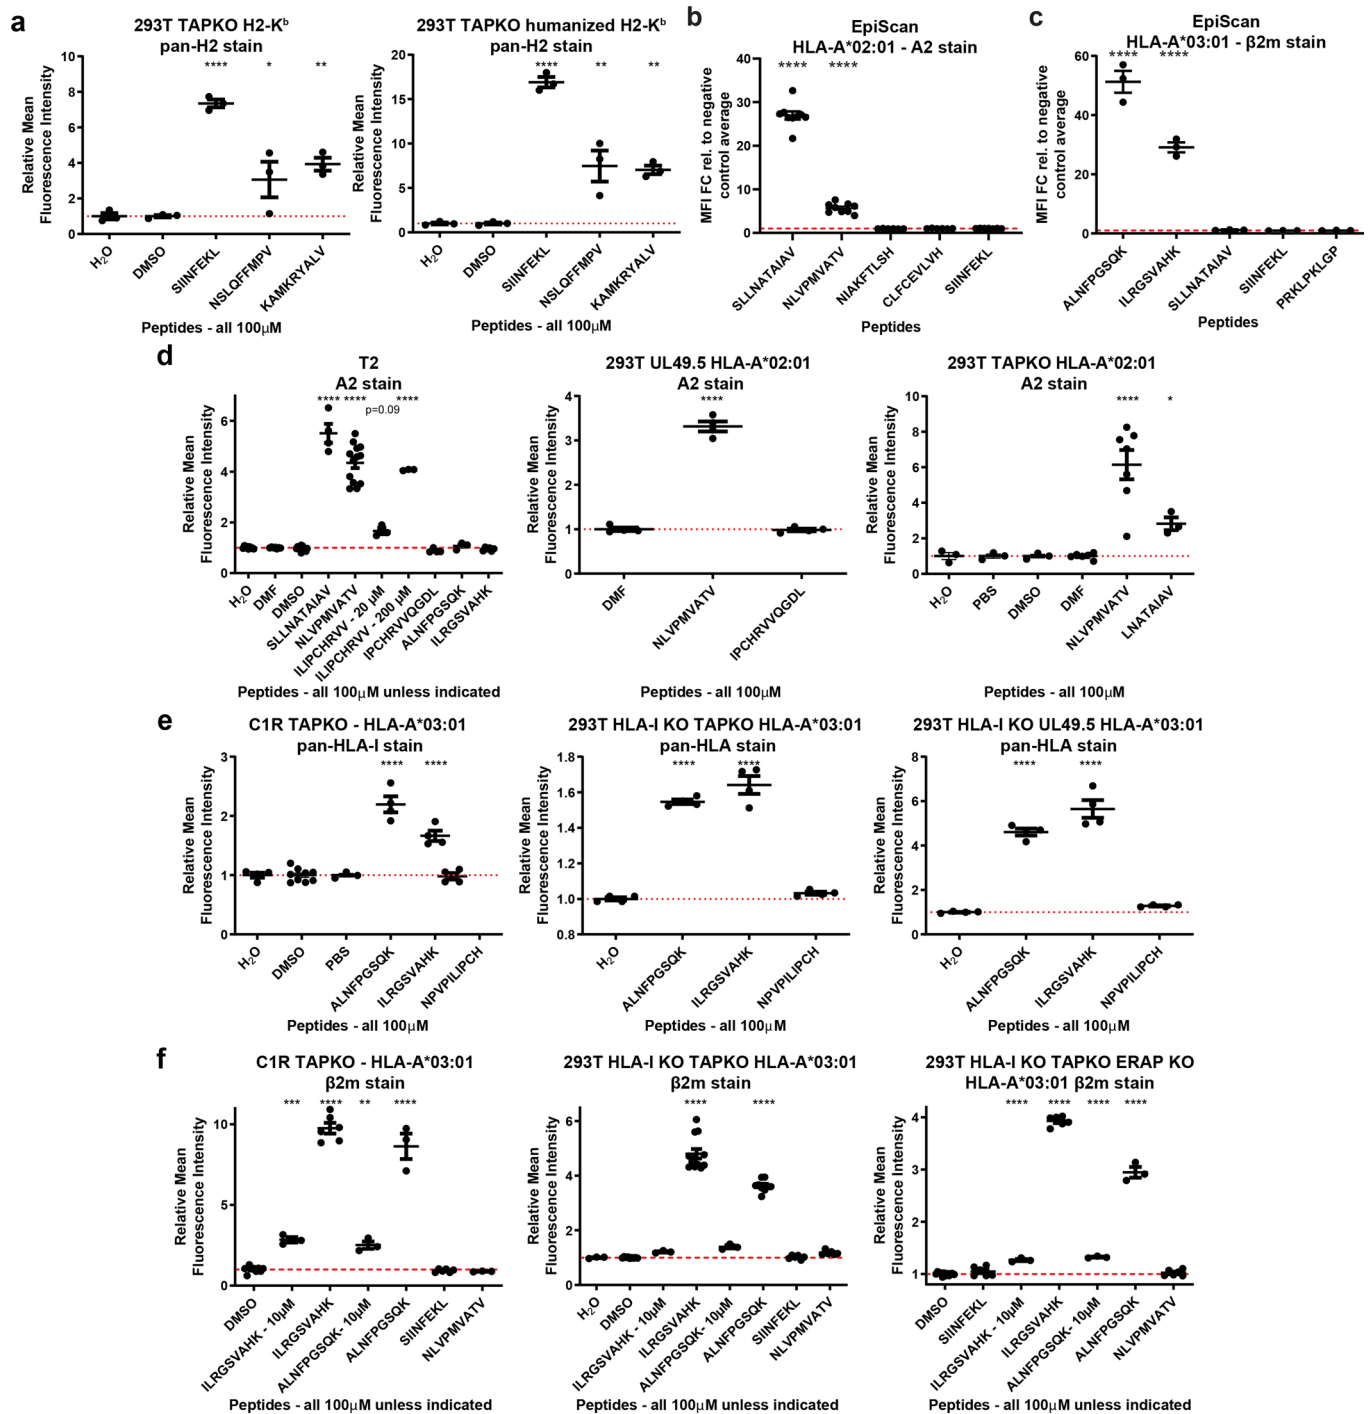 a
293T TAPKO H2-Kᵇ
pan-H2 stain
Relative Mean
Fluorescence Intensity
10
8
6
4
2
0
****
*
**
H₂O
DMSO
SIINFEKL
NSLQFFMPV
KAMKRYALV
Peptides - all 100μM
293T TAPKO humanized H2-Kᵇ
pan-H2 stain
Relative Mean
Fluorescence Intensity
20
15
10
5
0
****
**
**
H₂O
DMSO
SIINFEKL
NSLQFFMPV
KAMKRYALV
Peptides - all 100μM
b
EpiScan
HLA-A*02:01 - A2 stain
MFI FC rel. to negative
control average
40
30
20
10
0
****
****
SLLNATAIAV
NLVPMVATV
NIAKFTLSH
CLFCEVLVH
SIINFEKL
Peptides
c
EpiScan
HLA-A*03:01 - β2m stain
MFI FC rel. to negative
control average
60
40
20
0
****
****
ALNFPGSQK
ILRGSVAHK
SLLNATAIAV
SIINFEKL
PRKLPKLGP
Peptides
d
T2
A2 stain
Relative Mean
Fluorescence Intensity
6
4
2
0
****
****
p=0.09
****
H₂O
DMF
DMSO
SLLNATAIAV
NLVPMVATV
ILIPCHRVV - 20 μM
ILIPCHRVV - 200 μM
IPCHRVVQGDL
ALNFPGSQK
ILRGSVAHK
Peptides - all 100μM unless indicated
293T UL49.5 HLA-A*02:01
A2 stain
Relative Mean
Fluorescence Intensity
4
3
2
1
0
****
DMF
NLVPMVATV
IPCHRVVQGDL
Peptides - all 100μM
293T TAPKO HLA-A*02:01
A2 stain
Relative Mean
Fluorescence Intensity
10
8
6
4
2
0
****
*
H₂O
PBS
DMSO
DMF
NLVPMVATV
LNATAIAV
Peptides - all 100μM
e
C1R TAPKO - HLA-A*03:01
pan-HLA-I stain
Relative Mean
Fluorescence Intensity
3
2
1
0
****
****
H₂O
DMSO
PBS
ALNFPGSQK
ILRGSVAHK
NPVPILIPCH
Peptides - all 100μM
293T HLA-I KO TAPKO HLA-A*03:01
pan-HLA stain
Relative Mean
Fluorescence Intensity
1.8
1.6
1.4
1.2
1.0
0.8
****
****
H₂O
ALNFPGSQK
ILRGSVAHK
NPVPILIPCH
Peptides - all 100μM
293T HLA-I KO UL49.5 HLA-A*03:01
pan-HLA stain
Relative Mean
Fluorescence Intensity
8
6
4
2
0
****
****
H₂O
ALNFPGSQK
ILRGSVAHK
NPVPILIPCH
Peptides - all 100μM
f
C1R TAPKO - HLA-A*03:01
β2m stain
Relative Mean
Fluorescence Intensity
10
5
0
***
****
**
****
DMSO
ILRGSVAHK - 10μM
ILRGSVAHK
ALNFPGSQK- 10μM
ALNFPGSQK
SIINFEKL
NLVPMVATV
Peptides - all 100μM unless indicated
293T HLA-I KO TAPKO HLA-A*03:01
β2m stain
Relative Mean
Fluorescence Intensity
6
4
2
0
****
****
H₂O
DMSO
ILRGSVAHK - 10μM
ILRGSVAHK
ALNFPGSQK- 10μM
ALNFPGSQK
SIINFEKL
NLVPMVATV
Peptides - all 100μM unless indicated
293T HLA-I KO TAPKO ERAP KO
HLA-A*03:01 β2m stain
Relative Mean
Fluorescence Intensity
4
3
2
1
****
****
****
****
DMSO
SIINFEKL
ILRGSVAHK - 10μM
ILRGSVAHK
ALNFPGSQK- 10μM
ALNFPGSQK
NLVPMVATV
Peptides - all 100μM unless indicated